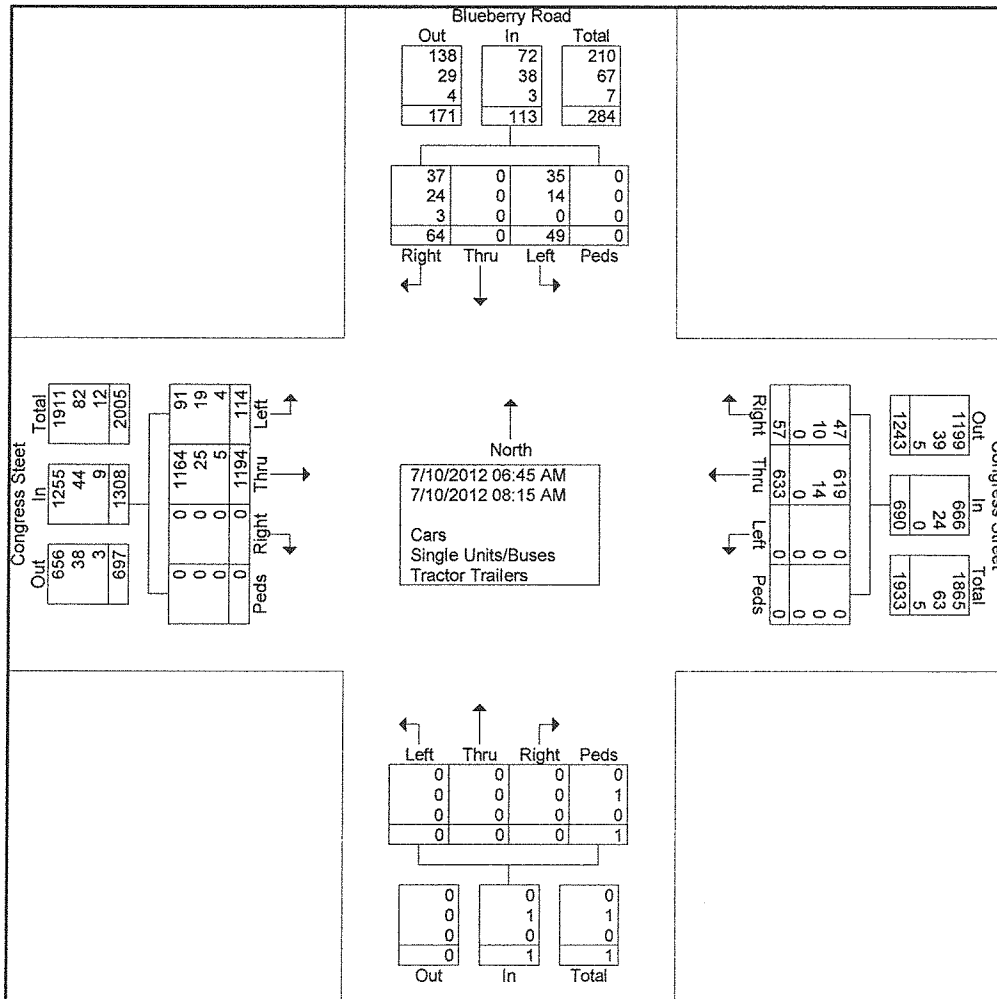 Blueberry Road
Out In Total
138 72 210
29 38 67
4 3 7
171 113 284
37 0 35 0
24 0 14 0
3 0 0 0
64 0 49 0
Right Thru Left Peds
Congress Steet
Total In Out
1911 1255 656
82 44 38
12 9 3
2005 1308 697
91 19 4 114 Left
1164 25 5 1194 Thru
0 0 0 0 Right
0 0 0 0 Peds
North
7/10/2012 06:45 AM
7/10/2012 08:15 AM
Cars
Single Units/Buses
Tractor Trailers
Right Thru Left Peds
47 619 0 0
10 14 0 0
0 0 0 0
57 633 0 0
Out In Total
1199 666 1865
39 24 63
5 0 5
1243 690 1933
Congress Street
Left Thru Right Peds
0 0 0 0
0 0 0 1
0 0 0 0
0 0 0 1
0 0 0
0 1 1
0 0 0
0 1 1
Out In Total